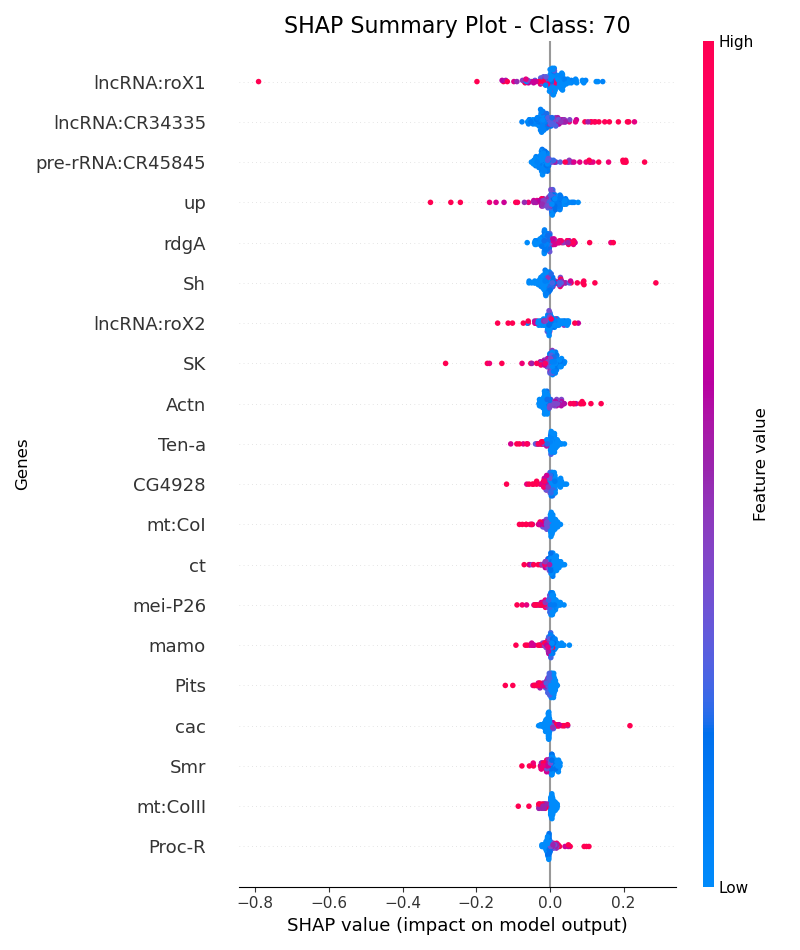 SHAP Summary Plot - Class: 70
High
lncRNA:roX1
lncRNA:CR34335
pre-rRNA:CR45845
up
rdgA
Sh
lncRNA:roX2
SK
Actn
Ten-a
CG4928
mt:CoI
ct
mei-P26
mamo
Pits
cac
Smr
mt:CoIII
Proc-R
Genes
Feature value
Low
−0.8 −0.6 −0.4 −0.2 0.0 0.2
SHAP value (impact on model output)